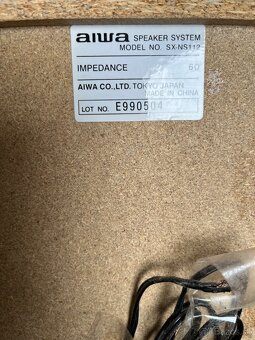 aiwa SPEAKER SYSTEM
MODEL NO. SX-NS112
IMPEDANCE 6Ω
AIWA CO., LTD. TOKYO JAPAN
MADE IN CHINA
LOT NO. E990504